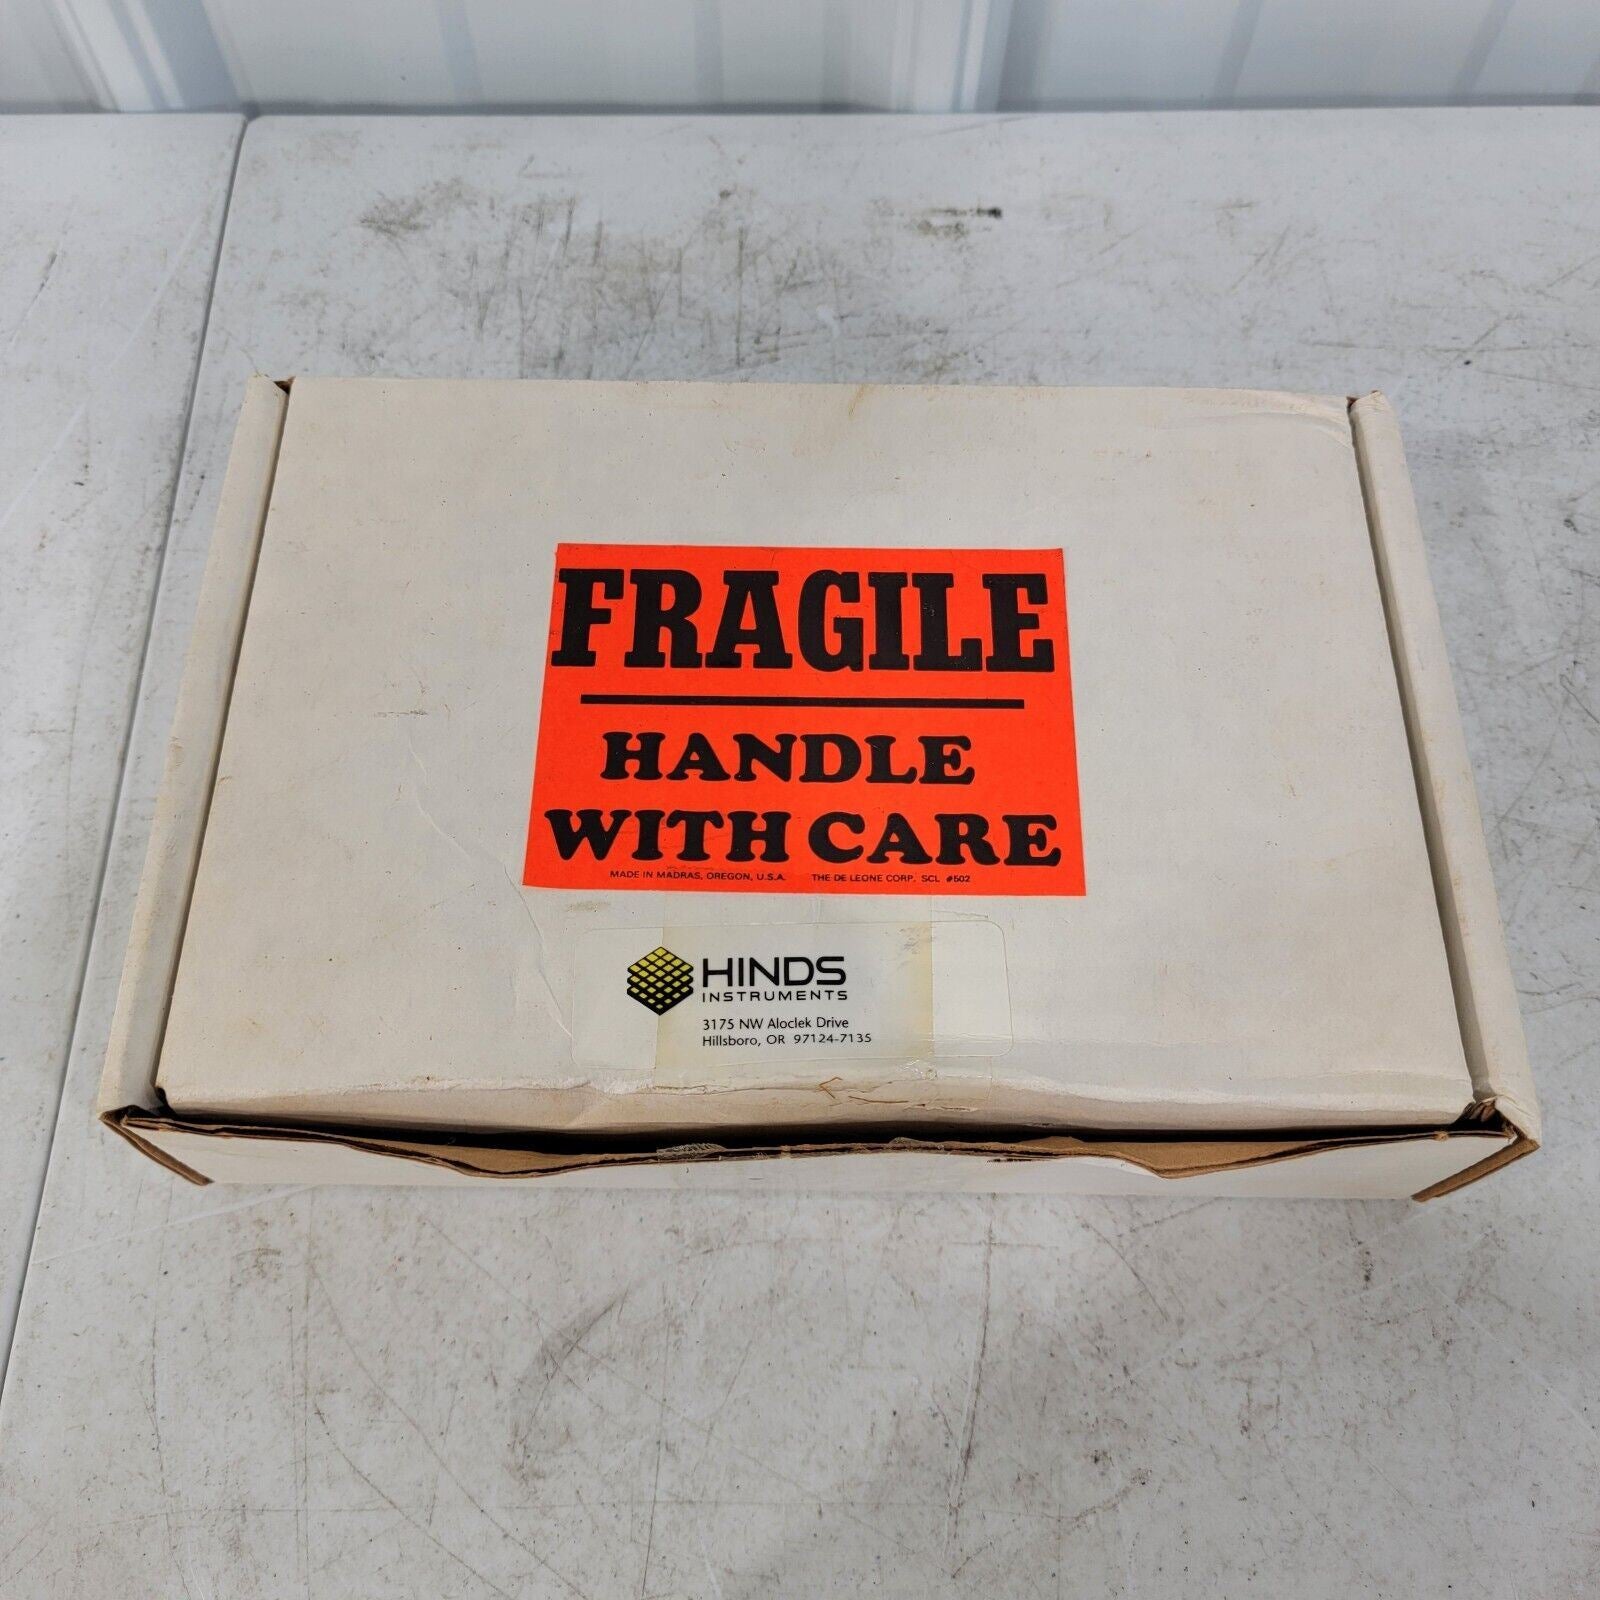 FRAGILE
HANDLE
WITH CARE
MADE IN MADRAS, OREGON, U.S.A. THE DE LEONE CORP. SCL #502
HINDS
INSTRUMENTS
3175 NW Aloclek Drive
Hillsboro, OR 97124-7135